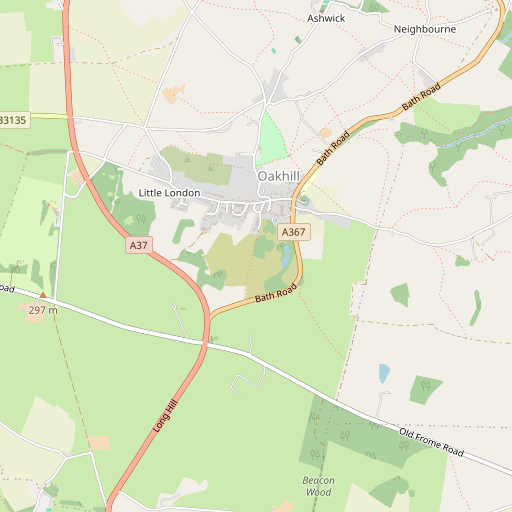 Ashwick
Neighbourne
Bath Road
B3135
Bath Road
Oakhill
Little London
A367
A37
Bath Road
297 m
Long Hill
Old Frome Road
Beacon
Wood